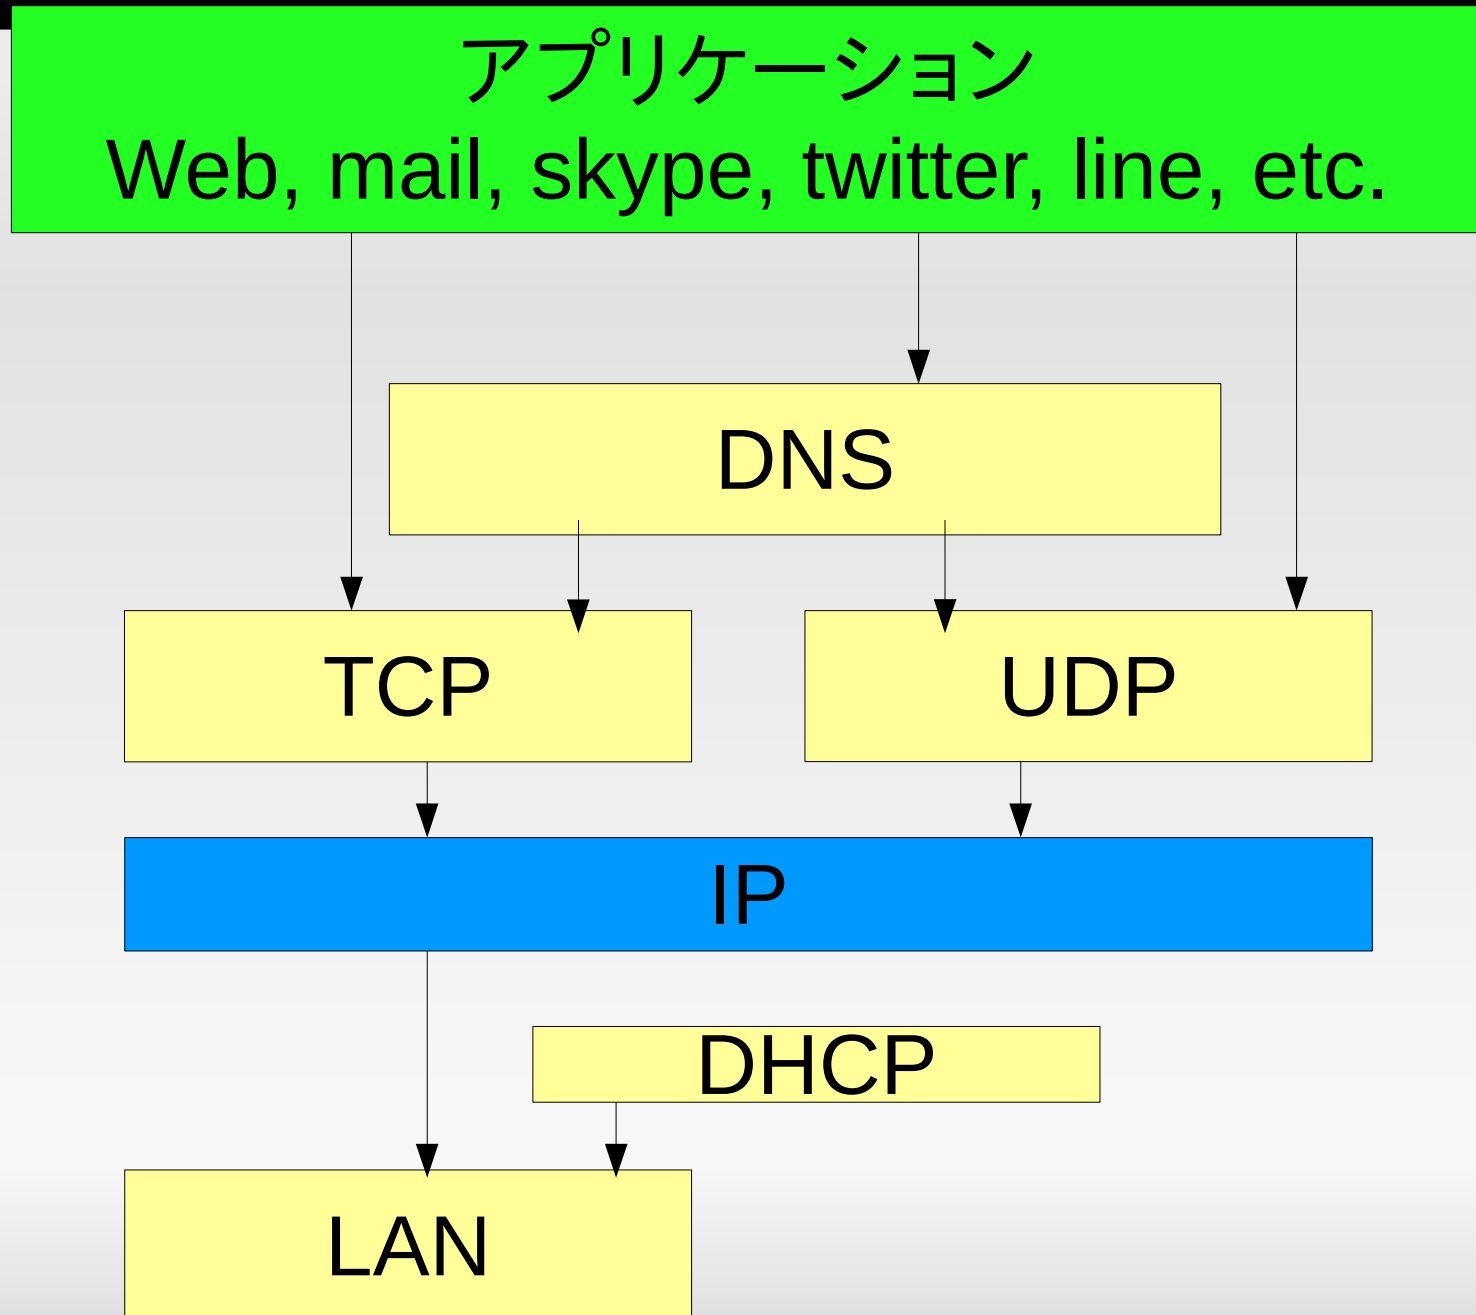 アプリケーション
Web, mail, skype, twitter, line, etc.
DNS
TCP
UDP
IP
DHCP
LAN